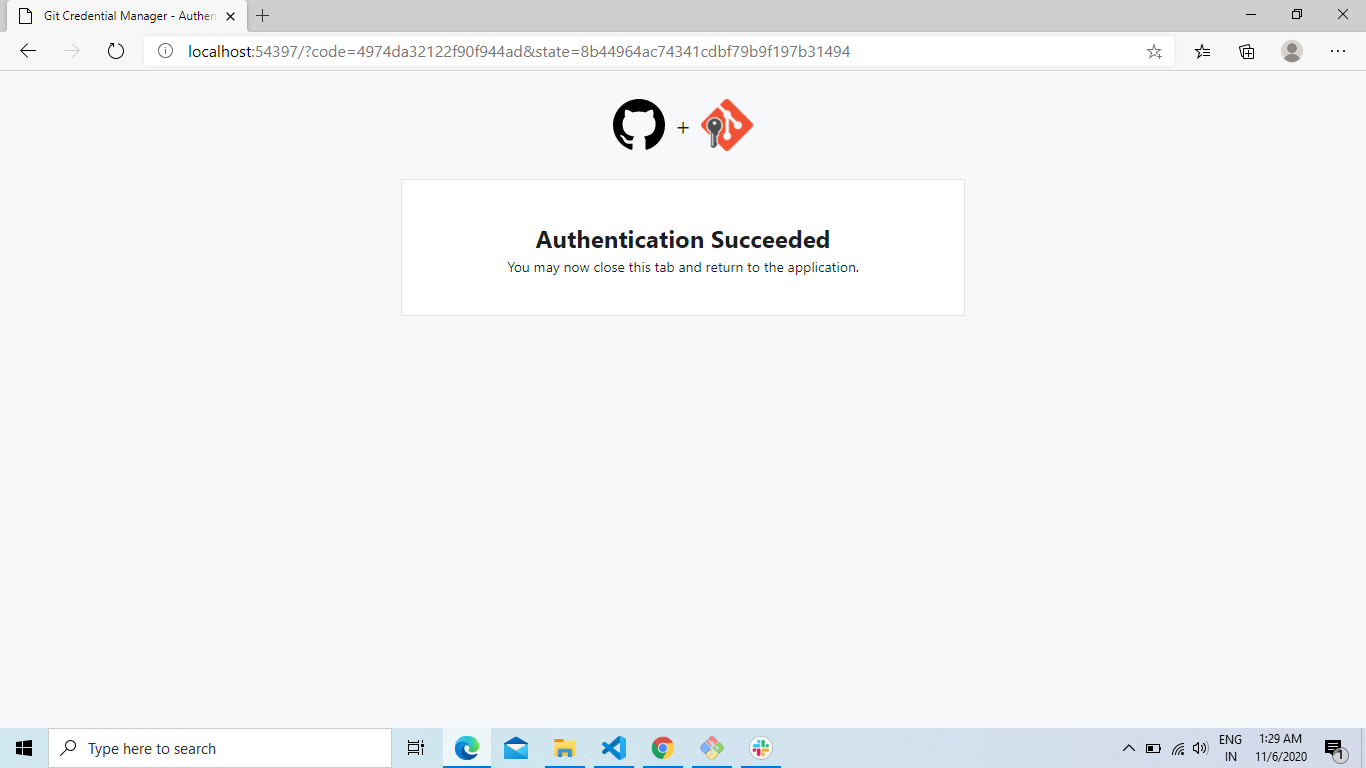 Git Credential Manager - Authen
localhost:54397/?code=4974da32122f90f944ad&state=8b44964ac74341cdbf79b9f197b31494
+
Authentication Succeeded
You may now close this tab and return to the application.
Type here to search
ENG
IN
1:29 AM
11/6/2020
1